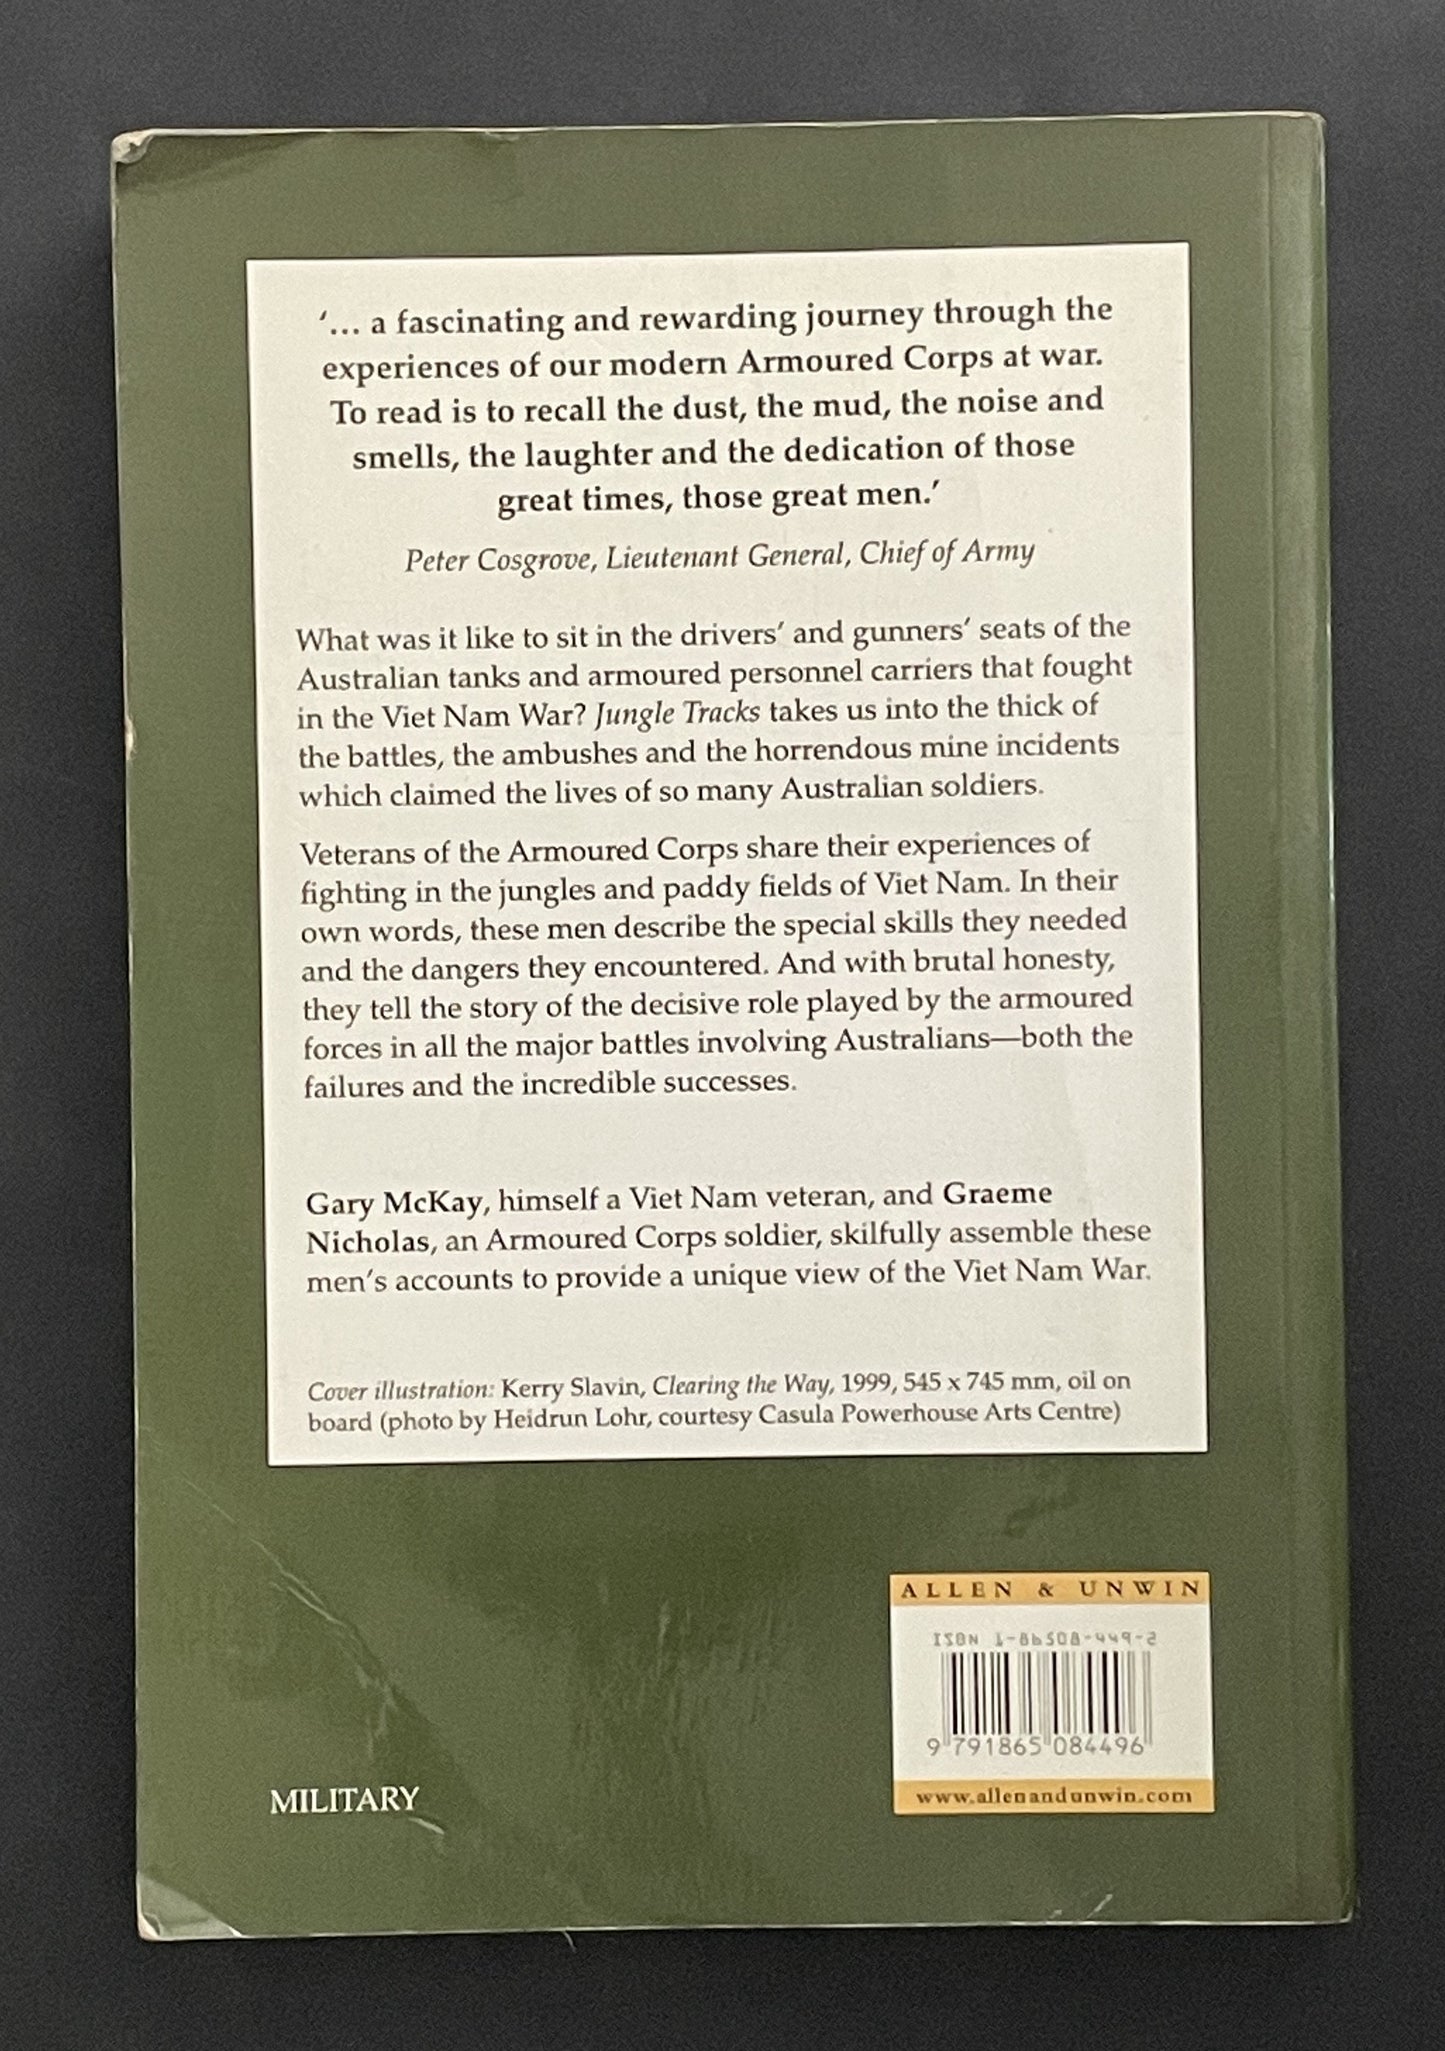 ‘... a fascinating and rewarding journey through the
experiences of our modern Armoured Corps at war.
To read is to recall the dust, the mud, the noise and
smells, the laughter and the dedication of those
great times, those great men.’
Peter Cosgrove, Lieutenant General, Chief of Army
What was it like to sit in the drivers’ and gunners’ seats of the
Australian tanks and armoured personnel carriers that fought
in the Viet Nam War? Jungle Tracks takes us into the thick of
the battles, the ambushes and the horrendous mine incidents
which claimed the lives of so many Australian soldiers.
Veterans of the Armoured Corps share their experiences of
fighting in the jungles and paddy fields of Viet Nam. In their
own words, these men describe the special skills they needed
and the dangers they encountered. And with brutal honesty,
they tell the story of the decisive role played by the armoured
forces in all the major battles involving Australians—both the
failures and the incredible successes.
Gary McKay, himself a Viet Nam veteran, and Graeme
Nicholas, an Armoured Corps soldier, skilfully assemble these
men’s accounts to provide a unique view of the Viet Nam War.
Cover illustration: Kerry Slavin, Clearing the Way, 1999, 545 x 745 mm, oil on
board (photo by Heidrun Lohr, courtesy Casula Powerhouse Arts Centre)
ALLEN & UNWIN
ISBN 1-86508-449-2
9 791865 084496
www.allenandunwin.com
MILITARY